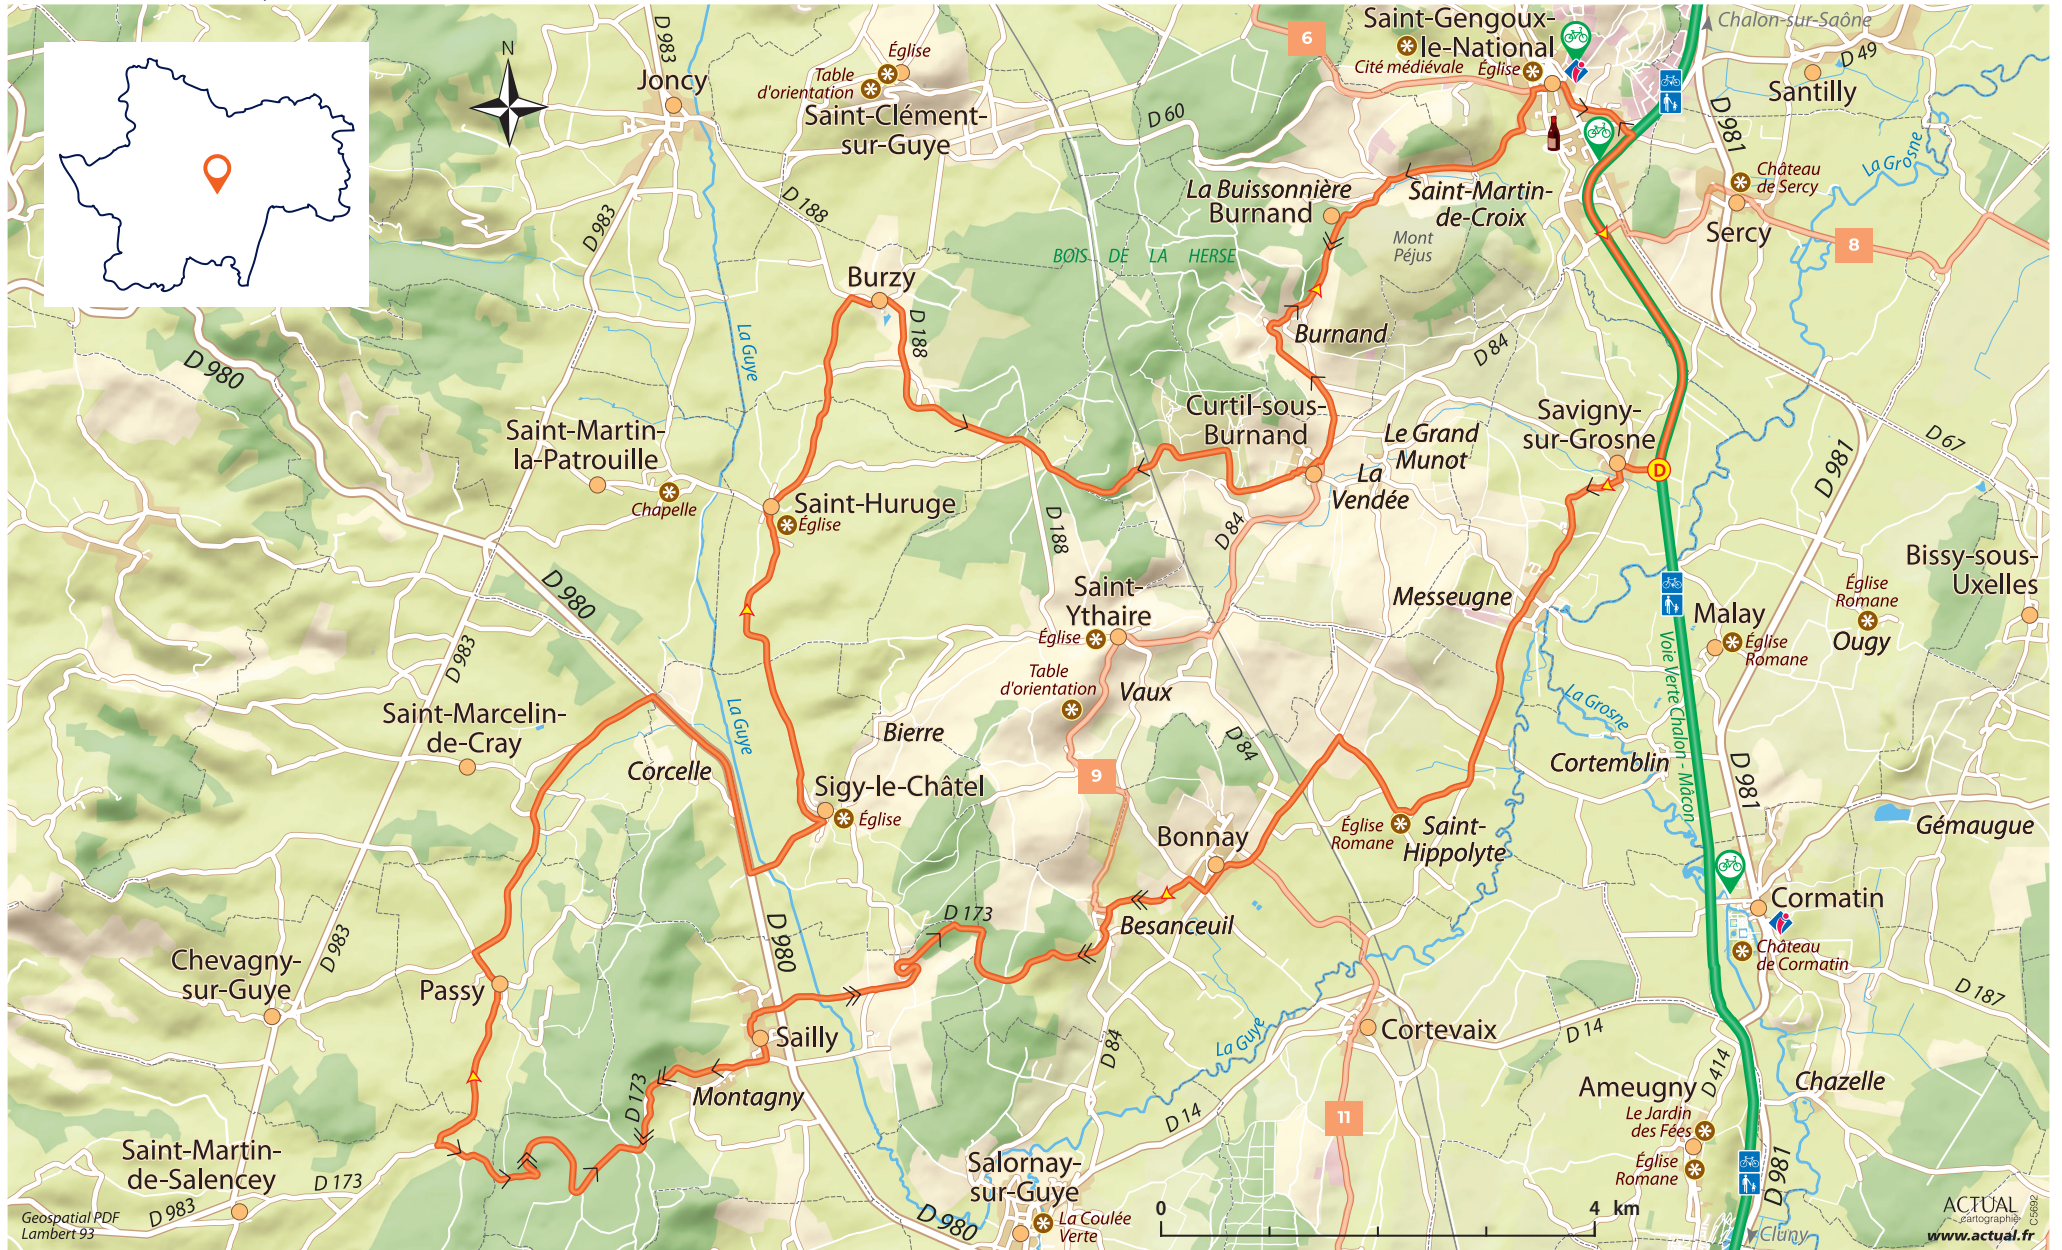 Chalon-sur-Saône
Saint-Gengoux-
le-National
Cité médiévale
Église
6
D 983
N
Joncy
Église
Table
d'orientation
Saint-Clément-
sur-Guye
D 60
D 49
Santilly
D 981
La Grosne
Château
de Sercy
Sercy
8
La Buissonnière
Burnand
Saint-Martin-
de-Croix
Mont
Péjus
D 188
D 983
BOIS DE LA HERSE
Burzy
D 188
La Guye
Burnand
D 84
D 980
Curtil-sous-
Burnand
Le Grand
Munot
La
Vendée
Savigny-
sur-Grosne
D
D 67
D 981
Saint-Martin-
la-Patrouille
Chapelle
Saint-Huruge
Église
D 188
D 84
D 980
Saint-
Ythaire
Église
Messeugne
Malay
Église
Romane
Église
Romane
Ougy
Bissy-sous-
Uxelles
D 983
Table
d'orientation
Vaux
La Grosne
Voie Verte Chalon - Mâcon
Saint-Marcelin-
de-Cray
La Guye
Bierre
D 84
Corcelle
Cortemblin
D 981
9
Sigy-le-Châtel
Église
Bonnay
Église
Romane
Saint-
Hippolyte
Gémaugue
Cormatin
Château
de Cormatin
D 173
Besanceuil
D 983
D 980
Chevagny-
sur-Guye
Passy
D 187
Sailly
Cortevaix
D 14
La Guye
D 84
D 173
Montagny
D 14
11
Ameugny
D 414
Chazelle
Le Jardin
des Fées
Église
Romane
D 981
Saint-Martin-
de-Salencey
D 173
D 983
Salornay-
sur-Guye
La Coulée
Verte
D 980
0
4 km
Geospatial PDF
Lambert 93
Cluny
ACTUAL
cartographie
C5692
www.actual.fr